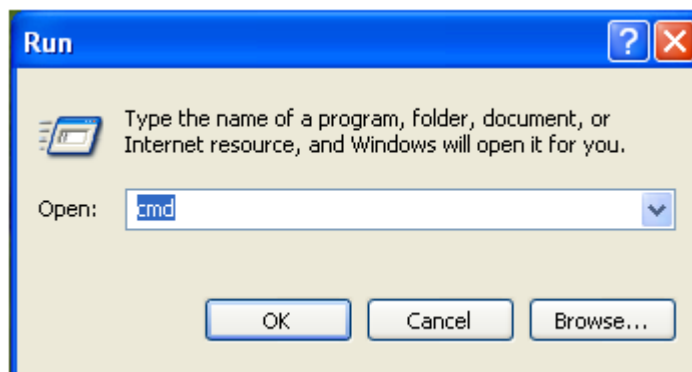 Run
Type the name of a program, folder, document, or
Internet resource, and Windows will open it for you.
Open: cmd
OK Cancel Browse...